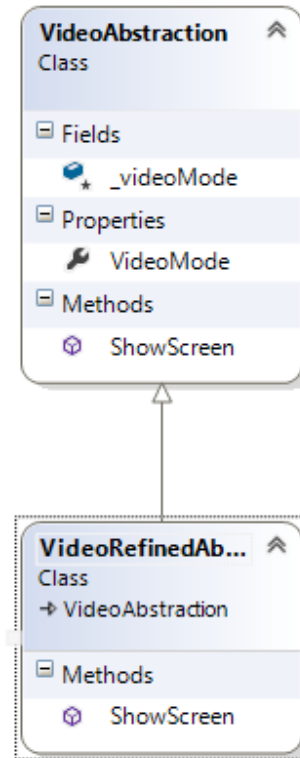 VideoAbstraction
Class
Fields
_videoMode
Properties
VideoMode
Methods
ShowScreen
VideoRefinedAb...
Class
VideoAbstraction
Methods
ShowScreen